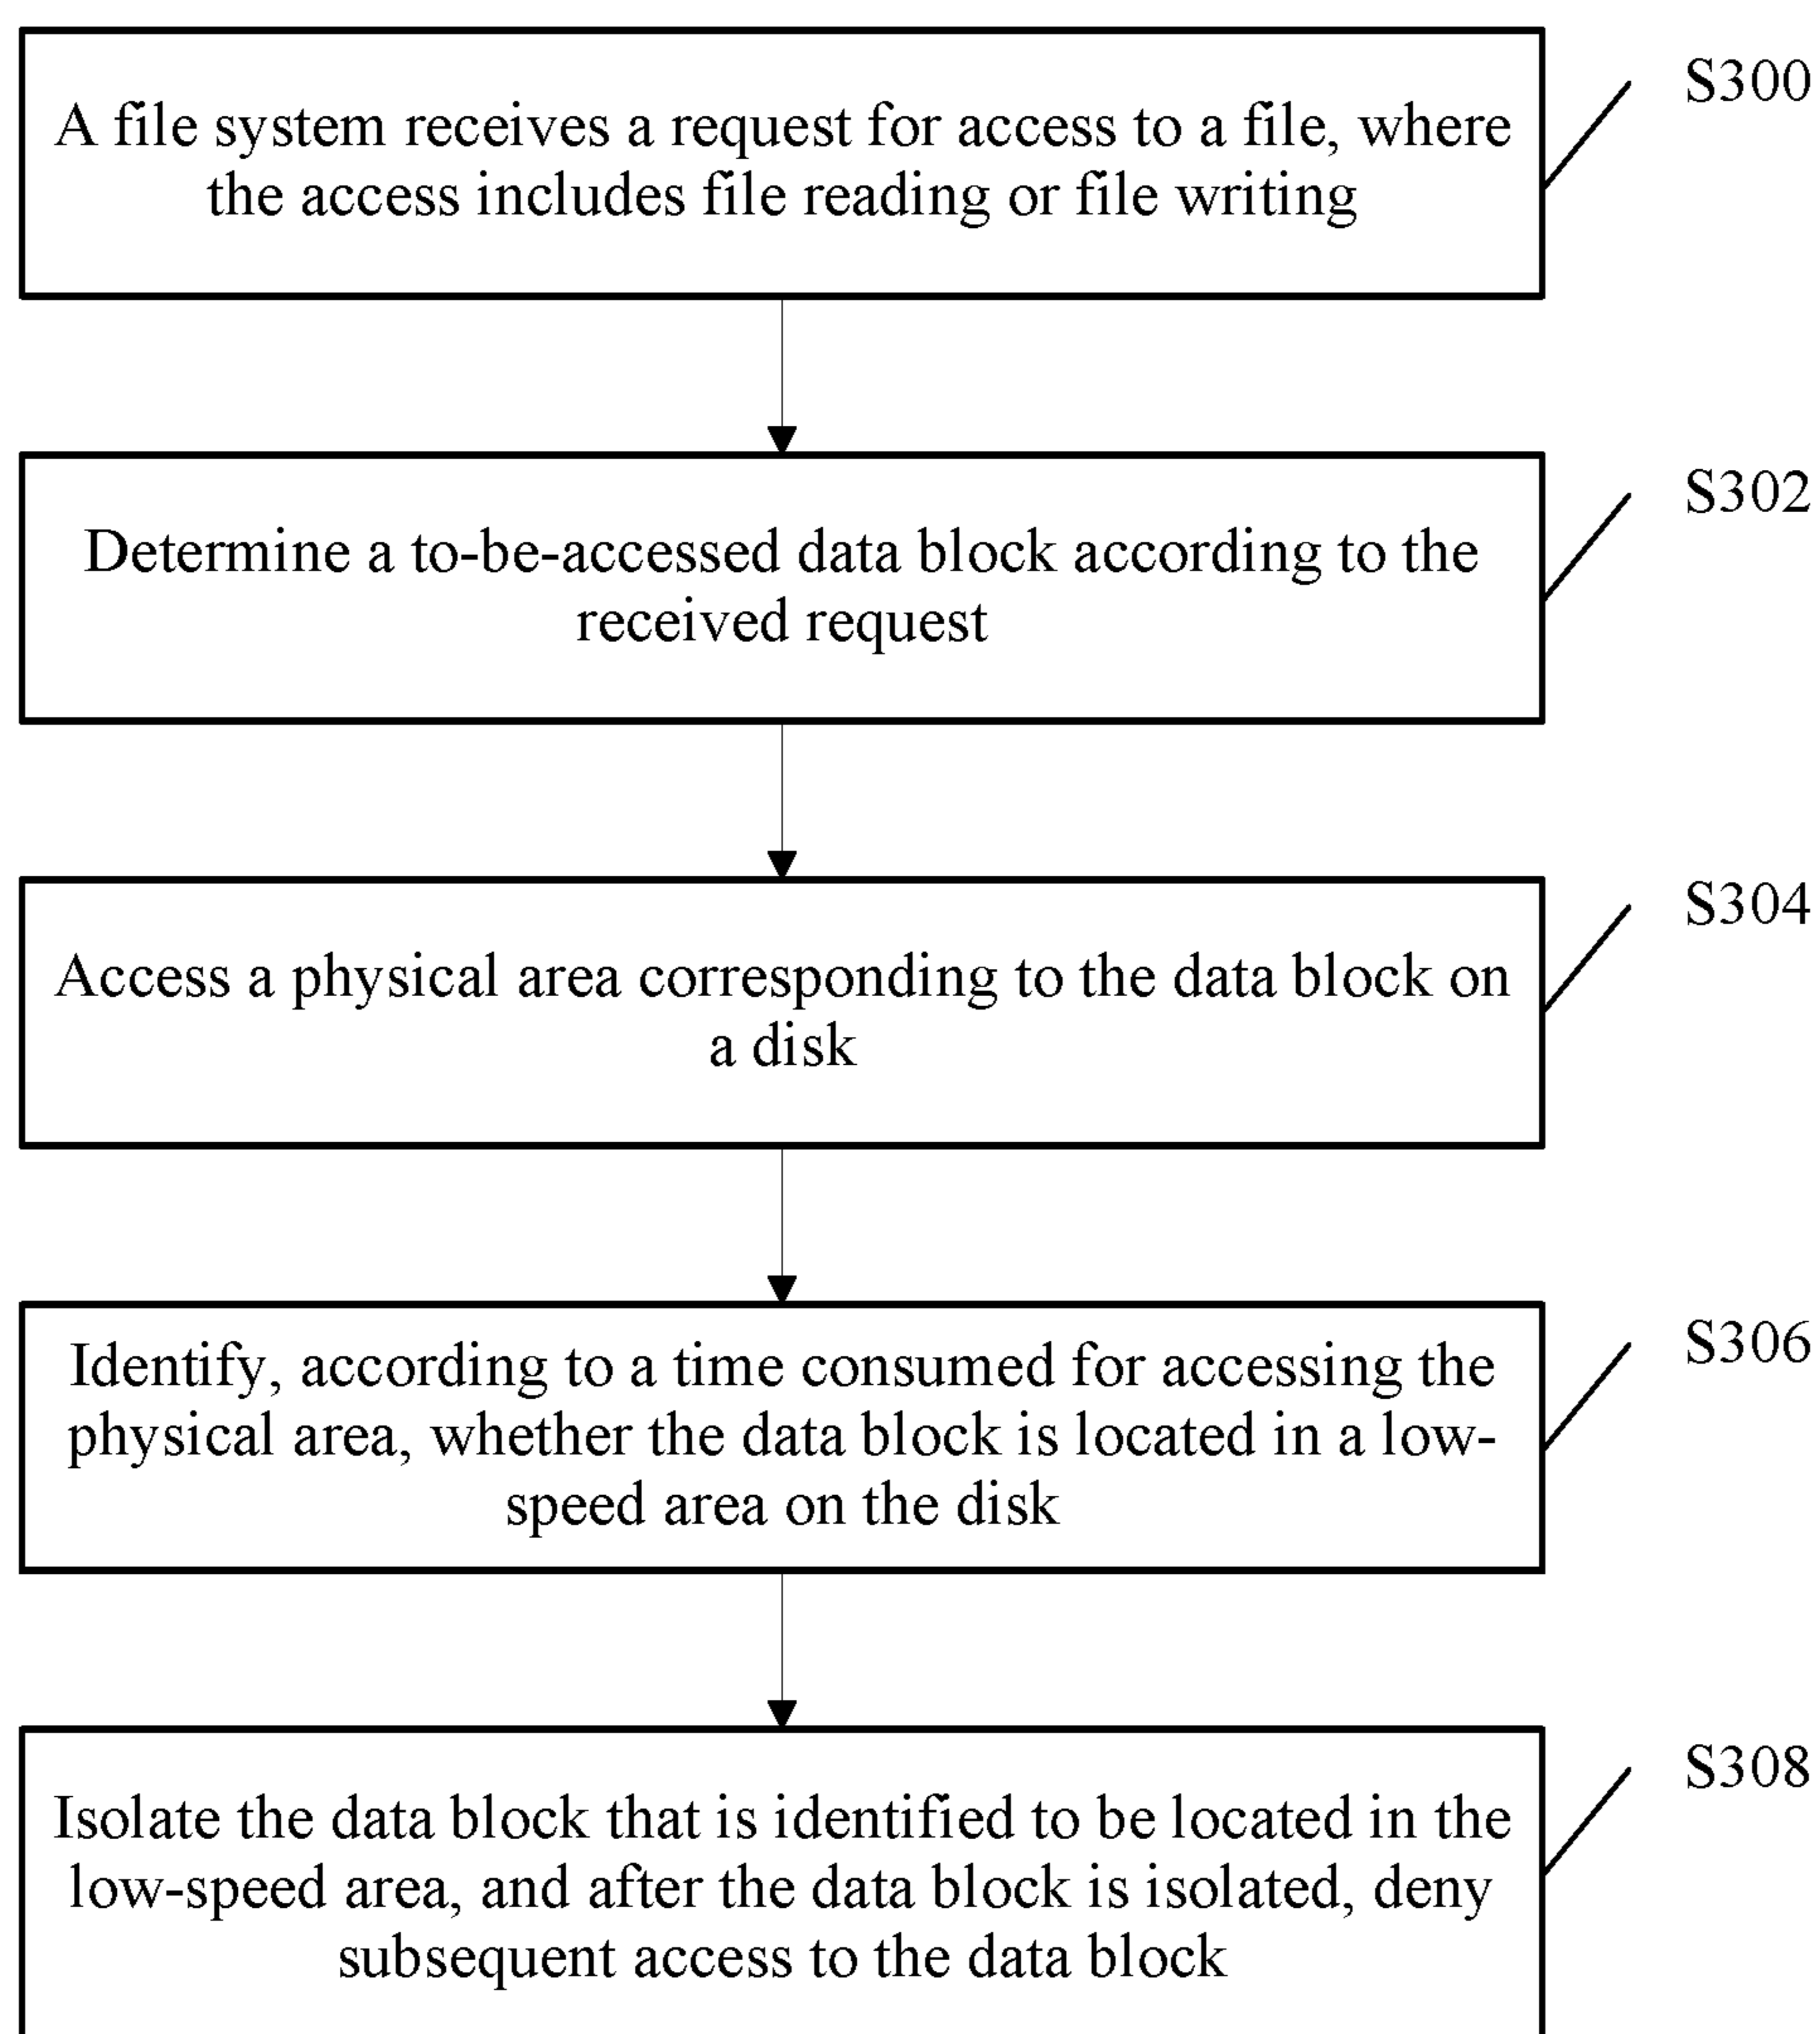 A file system receives a request for access to a file, where
the access includes file reading or file writing
S300
Determine a to-be-accessed data block according to the
received request
S302
Access a physical area corresponding to the data block on
a disk
S304
Identify, according to a time consumed for accessing the
physical area, whether the data block is located in a low-
speed area on the disk
S306
Isolate the data block that is identified to be located in the
low-speed area, and after the data block is isolated, deny
subsequent access to the data block
S308